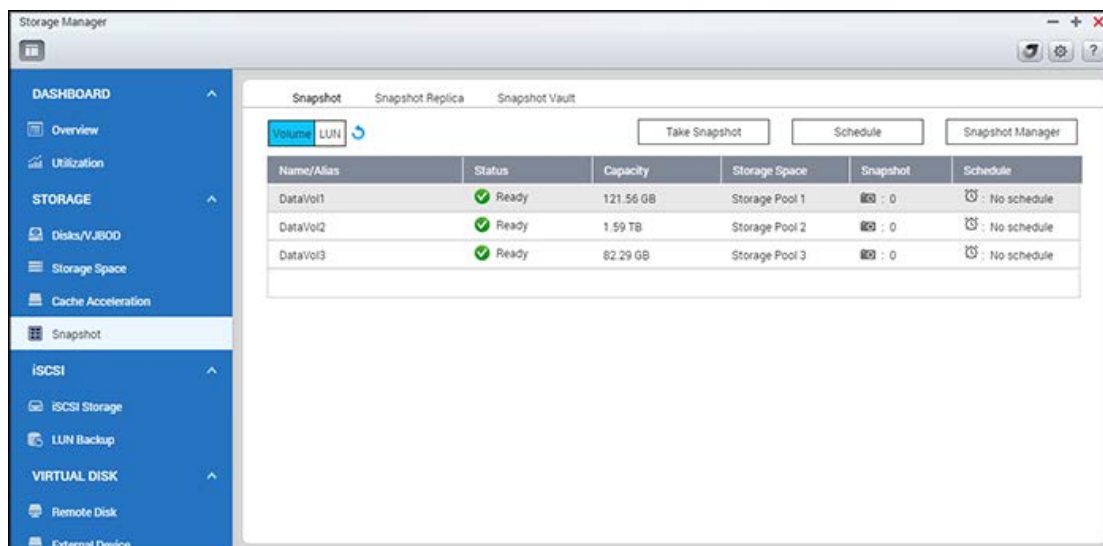 Storage Manager
DASHBOARD
Overview
Utilization
STORAGE
Disks/VJBOD
Storage Space
Cache Acceleration
Snapshot
iSCSI
iSCSI Storage
LUN Backup
VIRTUAL DISK
Remote Disk
External Device
Snapshot Snapshot Replica Snapshot Vault
Volume LUN Take Snapshot Schedule Snapshot Manager
Name/Alias Status Capacity Storage Space Snapshot Schedule
DataVol1 Ready 121.56 GB Storage Pool 1 : 0 : No schedule
DataVol2 Ready 1.59 TB Storage Pool 2 : 0 : No schedule
DataVol3 Ready 82.29 GB Storage Pool 3 : 0 : No schedule